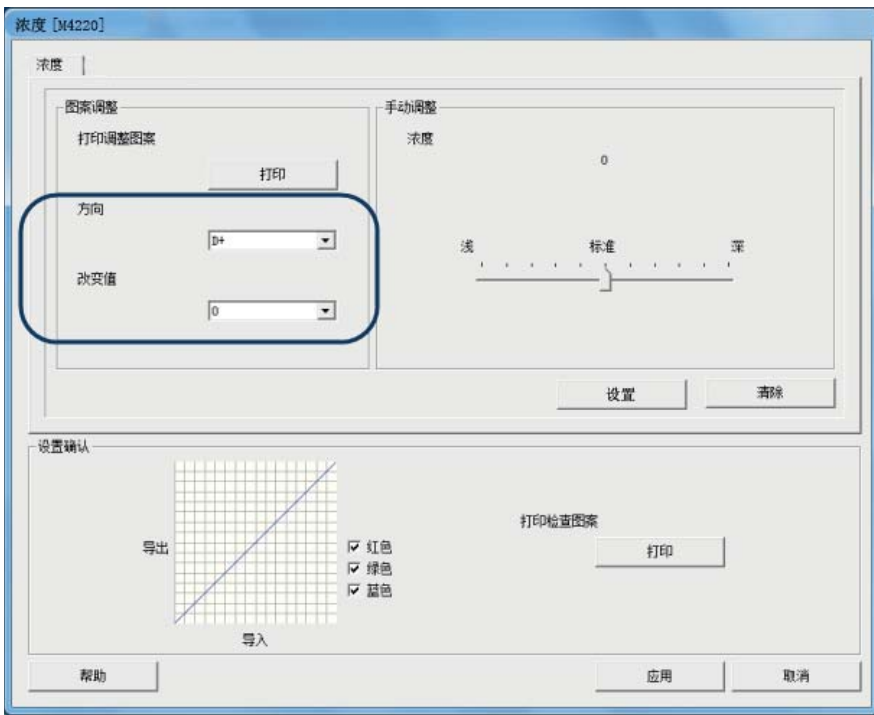 浓度 [M4220]
浓度
图案调整
打印调整图案
打印
方向
D+
改变值
0
手动调整
浓度
0
浅 标准 深
设置 清除
设置确认
导出
导入
红色
绿色
蓝色
打印检查图案
打印
帮助 应用 取消